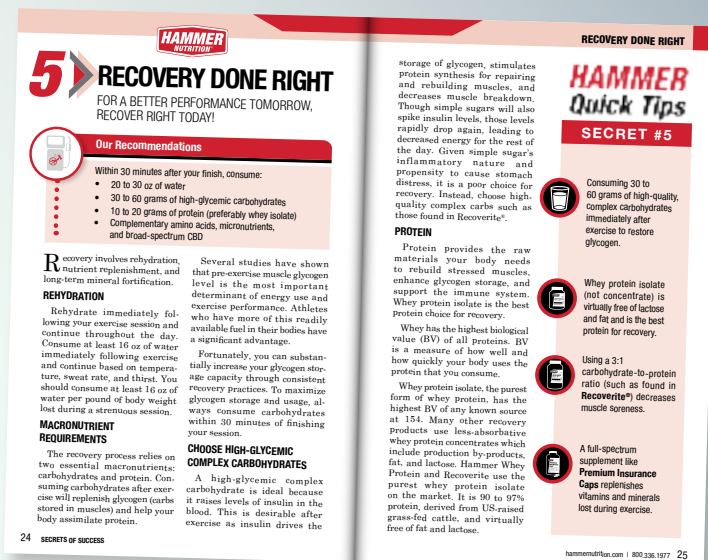 HAMMER
NUTRITION®
5 RECOVERY DONE RIGHT
FOR A BETTER PERFORMANCE TOMORROW,
RECOVER RIGHT TODAY!
Our Recommendations
Within 30 minutes after your finish, consume:
• 20 to 30 oz of water
• 30 to 60 grams of high-glycemic carbohydrates
• 10 to 20 grams of protein (preferably whey isolate)
• Complementary amino acids, micronutrients,
and broad-spectrum CBD
Recovery involves rehydration,
nutrient replenishment, and
long-term mineral fortification.
REHYDRATION
Rehydrate immediately fol-
lowing your exercise session and
continue throughout the day.
Consume at least 16 oz of water
immediately following exercise
and continue based on tempera-
ture, sweat rate, and thirst. You
should consume at least 16 oz of
water per pound of body weight
lost during a strenuous session.
MACRONUTRIENT
REQUIREMENTS
The recovery process relies on
two essential macronutrients:
carbohydrates and protein. Con-
suming carbohydrates after exer-
cise will replenish glycogen (carbs
stored in muscles) and help your
body assimilate protein.
Several studies have shown
that pre-exercise muscle glycogen
level is the most important
determinant of energy use and
exercise performance. Athletes
who have more of this readily
available fuel in their bodies have
a significant advantage.
Fortunately, you can substan-
tially increase your glycogen stor-
age capacity through consistent
recovery practices. To maximize
glycogen storage and usage, al-
ways consume carbohydrates
within 30 minutes of finishing
your session.
CHOOSE HIGH-GLYCEMIC
COMPLEX CARBOHYDRATES
A high-glycemic complex
carbohydrate is ideal because
it raises levels of insulin in the
blood. This is desirable after
exercise as insulin drives the
24 SECRETS OF SUCCESS
RECOVERY DONE RIGHT
storage of glycogen, stimulates
protein synthesis for repairing
and rebuilding muscles, and
decreases muscle breakdown.
Though simple sugars will also
spike insulin levels, those levels
rapidly drop again, leading to
decreased energy for the rest of
the day. Given simple sugar's
inflammatory nature and
propensity to cause stomach
distress, it is a poor choice for
recovery. Instead, choose high-
quality complex carbs such as
those found in Recoverite®.
PROTEIN
Protein provides the raw
materials your body needs
to rebuild stressed muscles,
enhance glycogen storage, and
support the immune system.
Whey protein isolate is the best
protein choice for recovery.
Whey has the highest biological
value (BV) of all proteins. BV
is a measure of how well and
how quickly your body uses the
protein that you consume.
Whey protein isolate, the purest
form of whey protein, has the
highest BV of any known source
at 154. Many other recovery
products use less-absorbative
whey protein concentrates which
include production by-products,
fat, and lactose. Hammer Whey
Protein and Recoverite use the
purest whey protein isolate
on the market. It is 90 to 97%
protein, derived from US-raised
grass-fed cattle, and virtually
free of fat and lactose.
HAMMER
Quick Tips
SECRET #5
Consuming 30 to
60 grams of high-quality,
complex carbohydrates
immediately after
exercise to restore
glycogen.
Whey protein isolate
(not concentrate) is
virtually free of lactose
and fat and is the best
protein for recovery.
Using a 3:1
carbohydrate-to-protein
ratio (such as found in
Recoverite®) decreases
muscle soreness.
A full-spectrum
supplement like
Premium Insurance
Caps replenishes
vitamins and minerals
lost during exercise.
hammernutrition.com | 800.336.1977 25